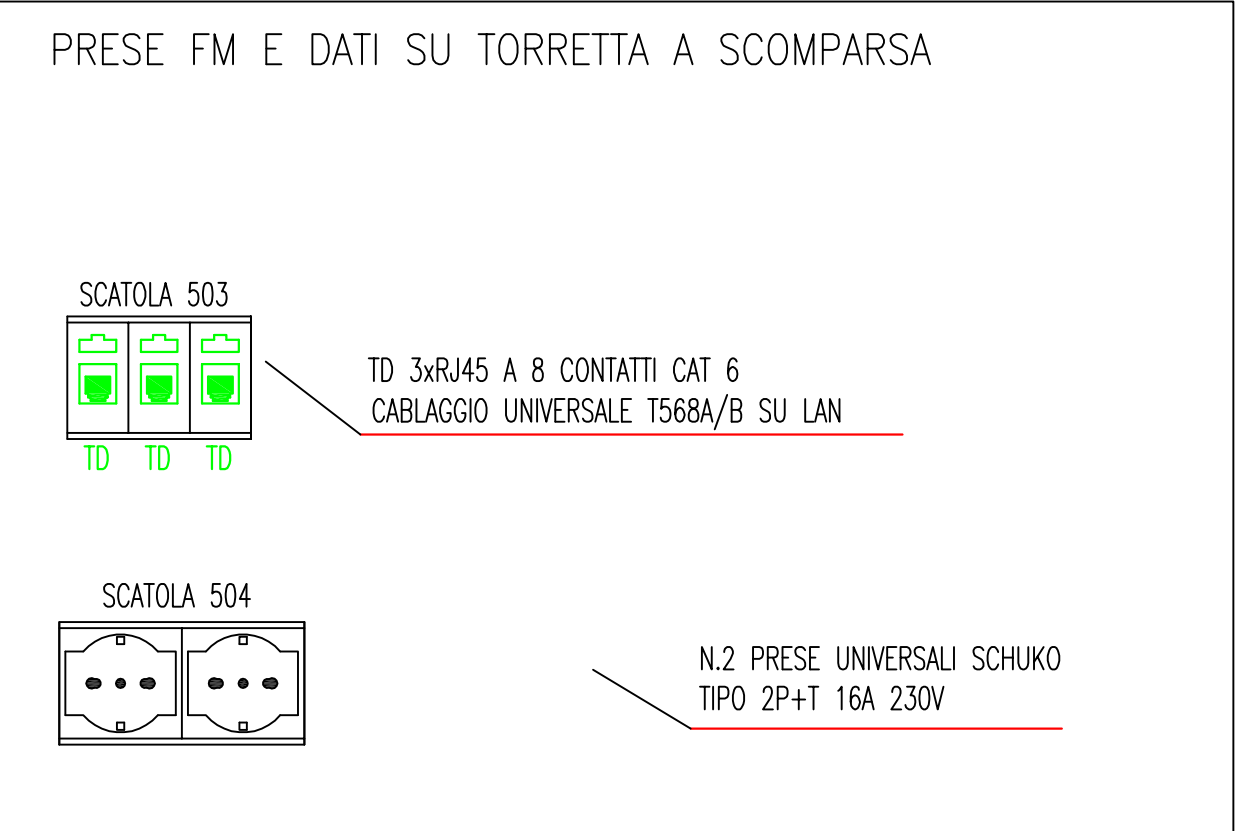 PRESE FM E DATI SU TORRETTA A SCOMPARSA
SCATOLA 503
TD 3xRJ45 A 8 CONTATTI CAT 6
CABLAGGIO UNIVERSALE T568A/B SU LAN
TD TD TD
SCATOLA 504
N.2 PRESE UNIVERSALI SCHUKO
TIPO 2P+T 16A 230V